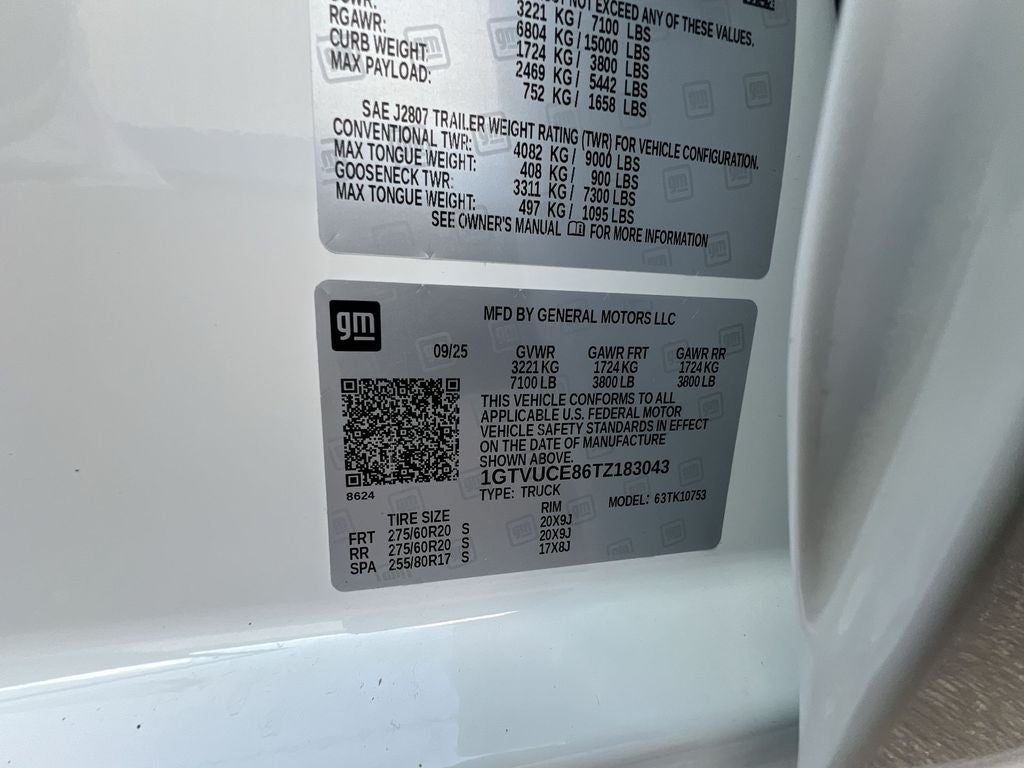 NOT EXCEED ANY OF THESE VALUES.
3221 KG / 7100 LBS
RGAWR: 6804 KG / 15000 LBS
CURB WEIGHT: 1724 KG / 3800 LBS
MAX PAYLOAD: 2469 KG / 5442 LBS
752 KG / 1658 LBS
SAE J2807 TRAILER WEIGHT RATING (TWR) FOR VEHICLE CONFIGURATION.
CONVENTIONAL TWR: 4082 KG / 9000 LBS
MAX TONGUE WEIGHT: 408 KG / 900 LBS
GOOSENECK TWR: 3311 KG / 7300 LBS
MAX TONGUE WEIGHT: 497 KG / 1095 LBS
SEE OWNER'S MANUAL FOR MORE INFORMATION
gm
MFD BY GENERAL MOTORS LLC
09/25 GVWR GAWR FRT GAWR RR
3221 KG 1724 KG 1724 KG
7100 LB 3800 LB 3800 LB
THIS VEHICLE CONFORMS TO ALL
APPLICABLE U.S. FEDERAL MOTOR
VEHICLE SAFETY STANDARDS IN EFFECT
ON THE DATE OF MANUFACTURE
SHOWN ABOVE.
1GTVUCE86TZ183043
8624
TYPE: TRUCK MODEL: 63TK10753
TIRE SIZE RIM
FRT 275/60R20 S 20X9J
RR 275/60R20 S 20X9J
SPA 255/80R17 S 17X8J